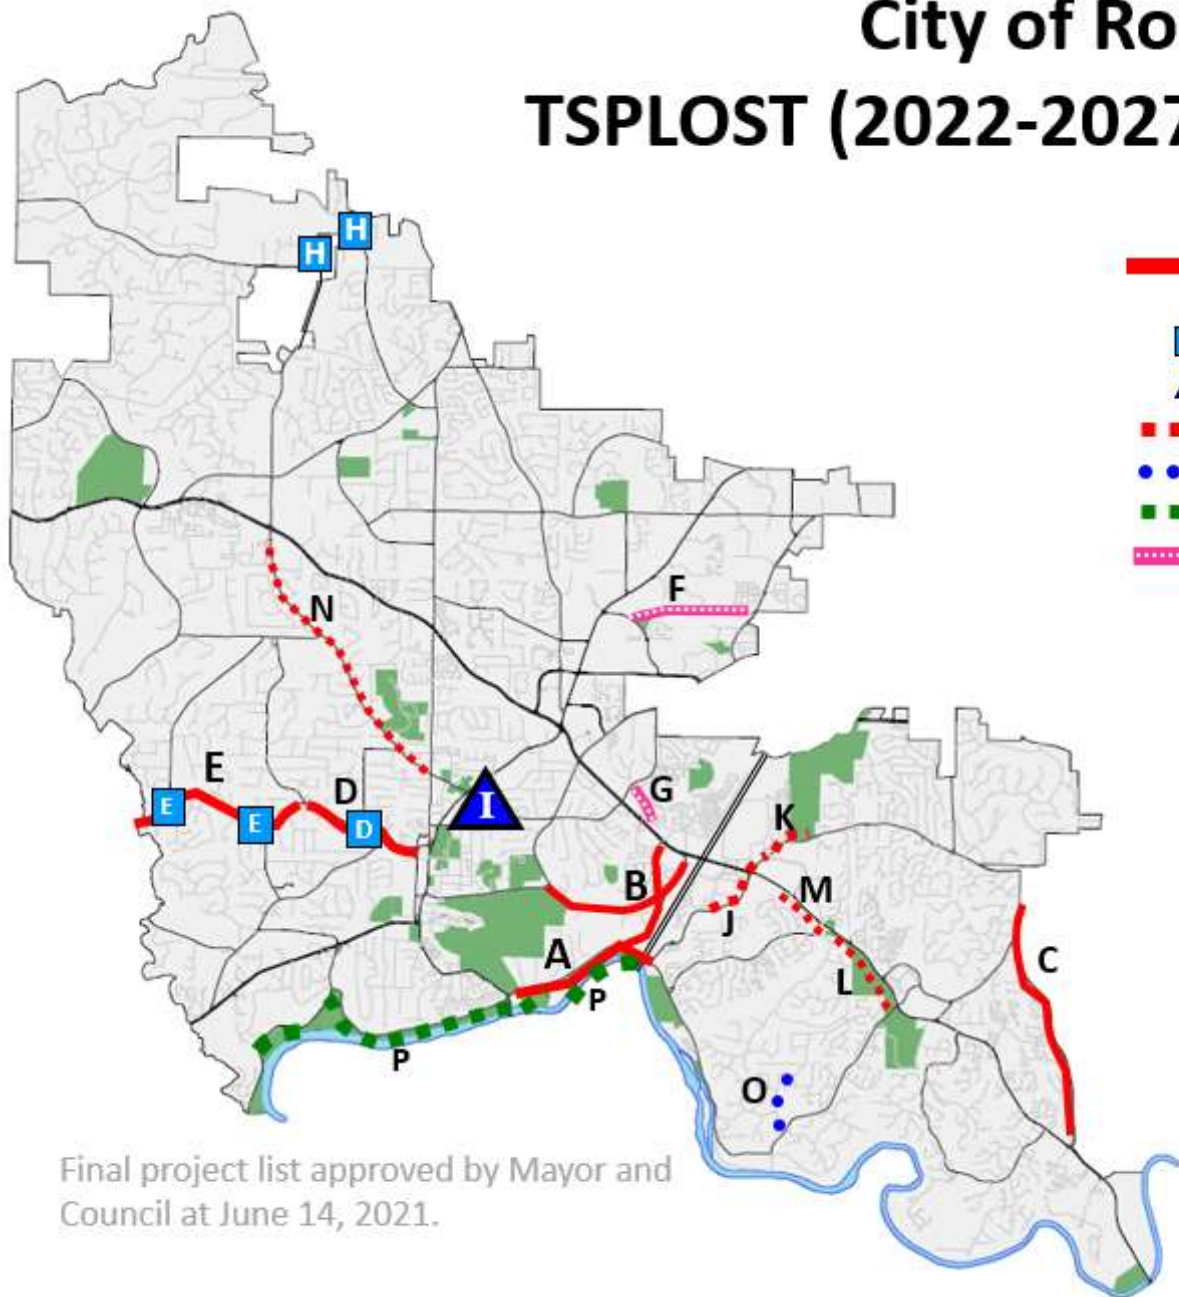 City of Ro
TSPLOST (2022-2027
H
H
F
N
E
D
I
G
E
E
D
K
B
M
J
A
C
L
P
P
O
Final project list approved by Mayor and
Council at June 14, 2021.